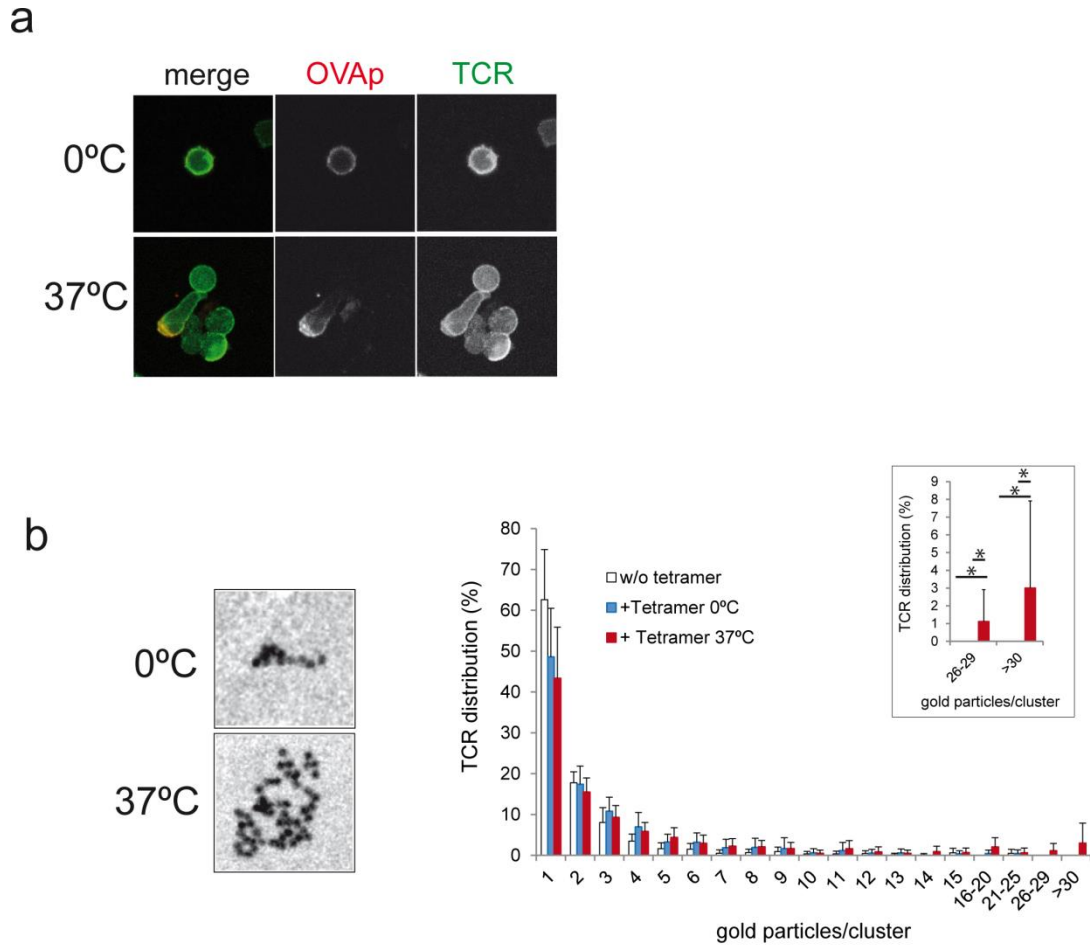 a
merge OVAp TCR
0ºC
37ºC
b
0ºC
37ºC
TCR distribution (%)
80
70
60
50
40
30
20
10
0
w/o tetramer
+Tetramer 0ºC
+ Tetramer 37ºC
1 2 3 4 5 6 7 8 9 10 11 12 13 14 15 16-20 21-25 26-29 >30
gold particles/cluster
TCR distribution (%)
9
8
7
6
5
4
3
2
1
0
*
*
*
*
26-29 >30
gold particles/cluster